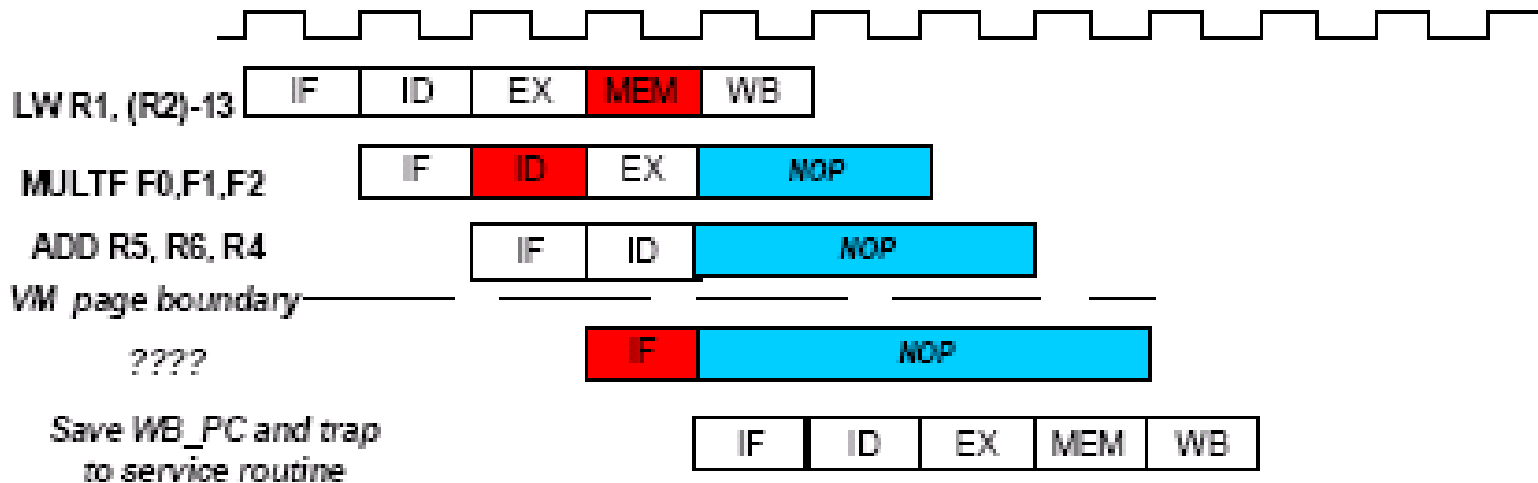 LW R1, (R2)-13 IF ID EX MEM WB
MULTF F0,F1,F2 IF ID EX NOP
ADD R5, R6, R4 IF ID NOP
VM page boundary
???? IF NOP
Save WB_PC and trap
to service routine
IF ID EX MEM WB